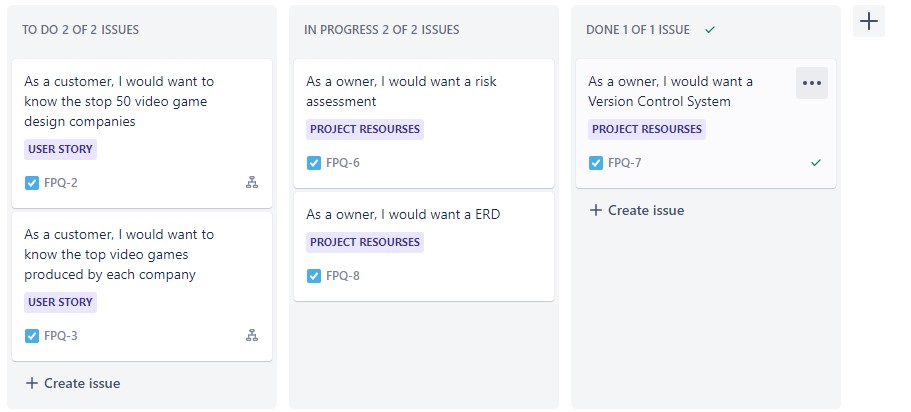 TO DO 2 OF 2 ISSUES
As a customer, I would want to
know the stop 50 video game
design companies
USER STORY
FPQ-2
As a customer, I would want to
know the top video games
produced by each company
USER STORY
FPQ-3
+ Create issue
IN PROGRESS 2 OF 2 ISSUES
As a owner, I would want a risk
assessment
PROJECT RESOURSES
FPQ-6
As a owner, I would want a ERD
PROJECT RESOURSES
FPQ-8
DONE 1 OF 1 ISSUE
As a owner, I would want a
Version Control System
PROJECT RESOURSES
FPQ-7
+ Create issue